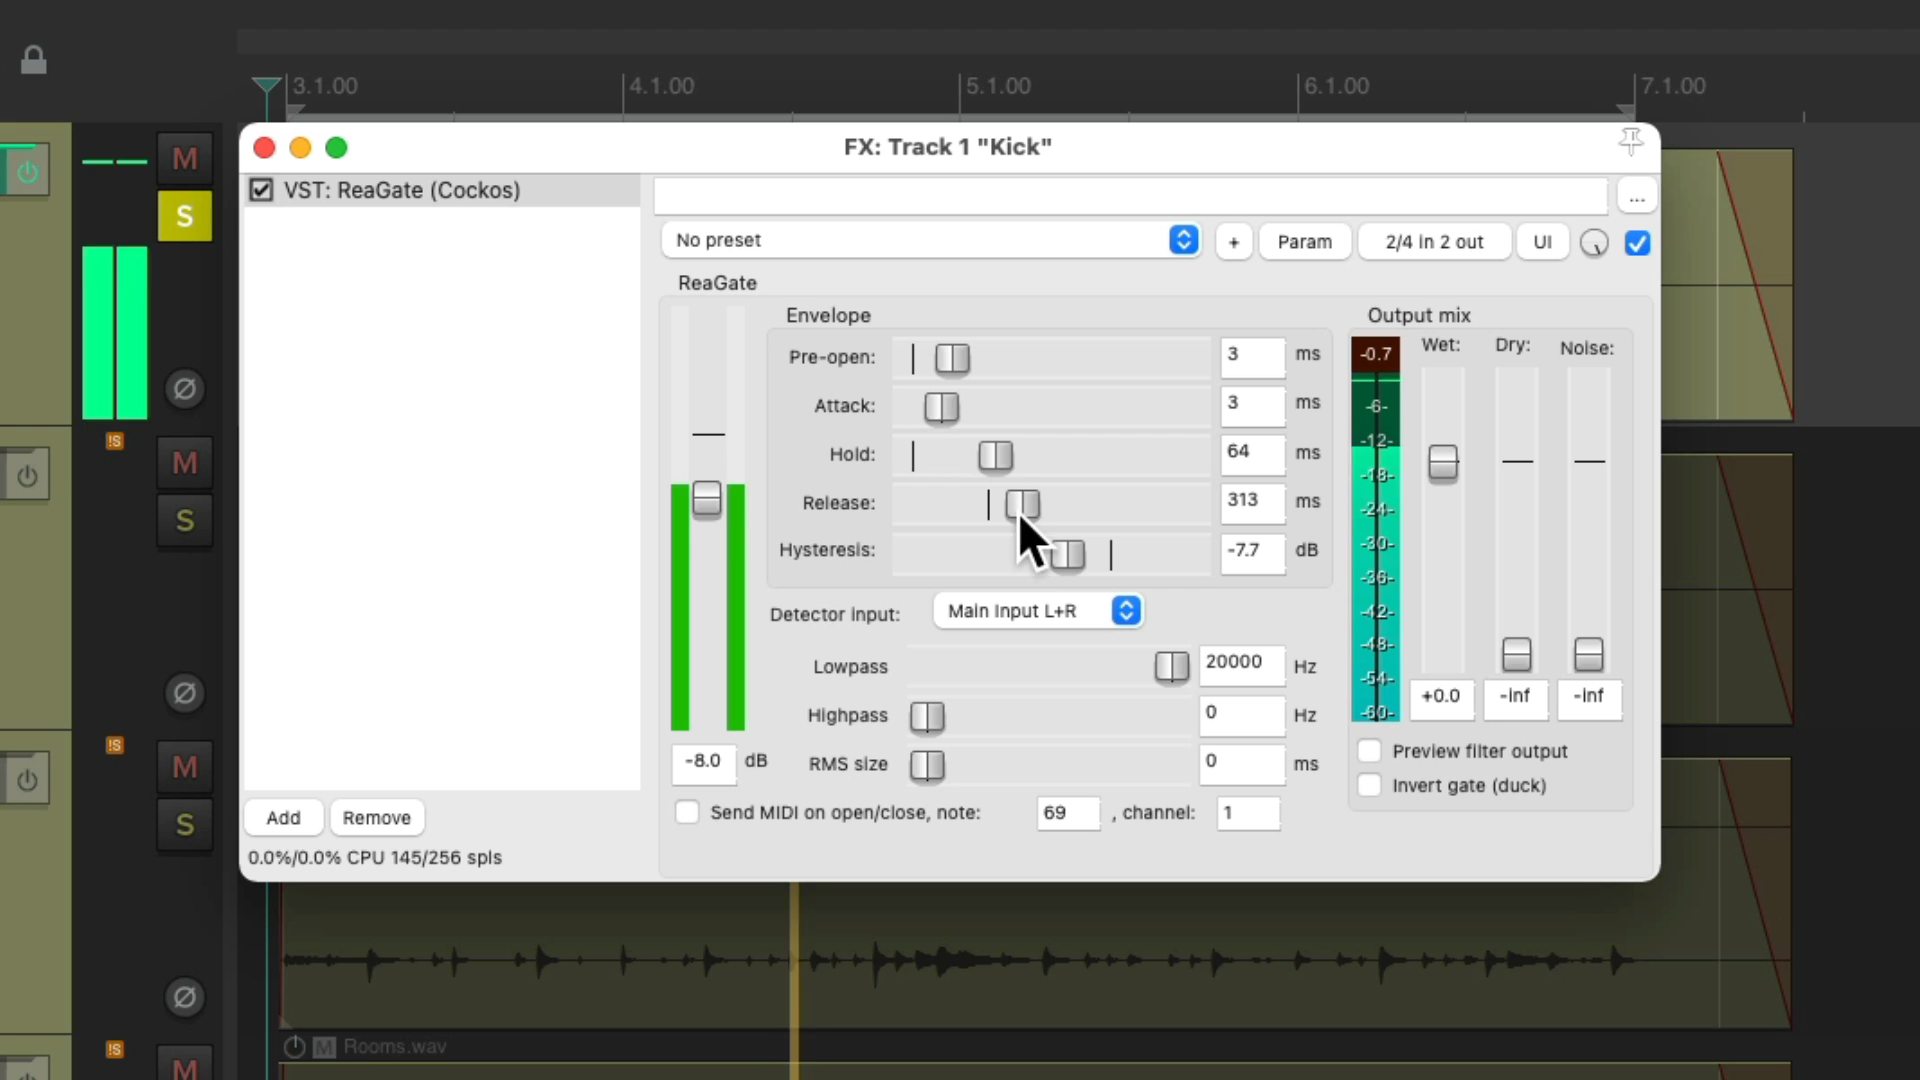 3.1.00 4.1.00 5.1.00 6.1.00 7.1.00
FX: Track 1 "Kick"
M
S
VST: ReaGate (Cockos)
...
No preset + Param 2/4 in 2 out UI
ReaGate
Envelope
Pre-open: 3 ms
Attack: 3 ms
Hold: 64 ms
Release: 313 ms
Hysteresis: -7.7 dB
Detector input: Main Input L+R
Lowpass 20000 Hz
Highpass 0 Hz
-8.0 dB RMS size 0 ms
Send MIDI on open/close, note: 69 , channel: 1
Output mix
Wet: Dry: Noise:
-0.7
-6-
-12-
-18-
-24-
-30-
-36-
-42-
-48-
-54-
-60-
+0.0 -inf -inf
Preview filter output
Invert gate (duck)
Add Remove
0.0%/0.0% CPU 145/256 spls
!S
M
S
!S
M
S
!S
M
M Rooms.wav